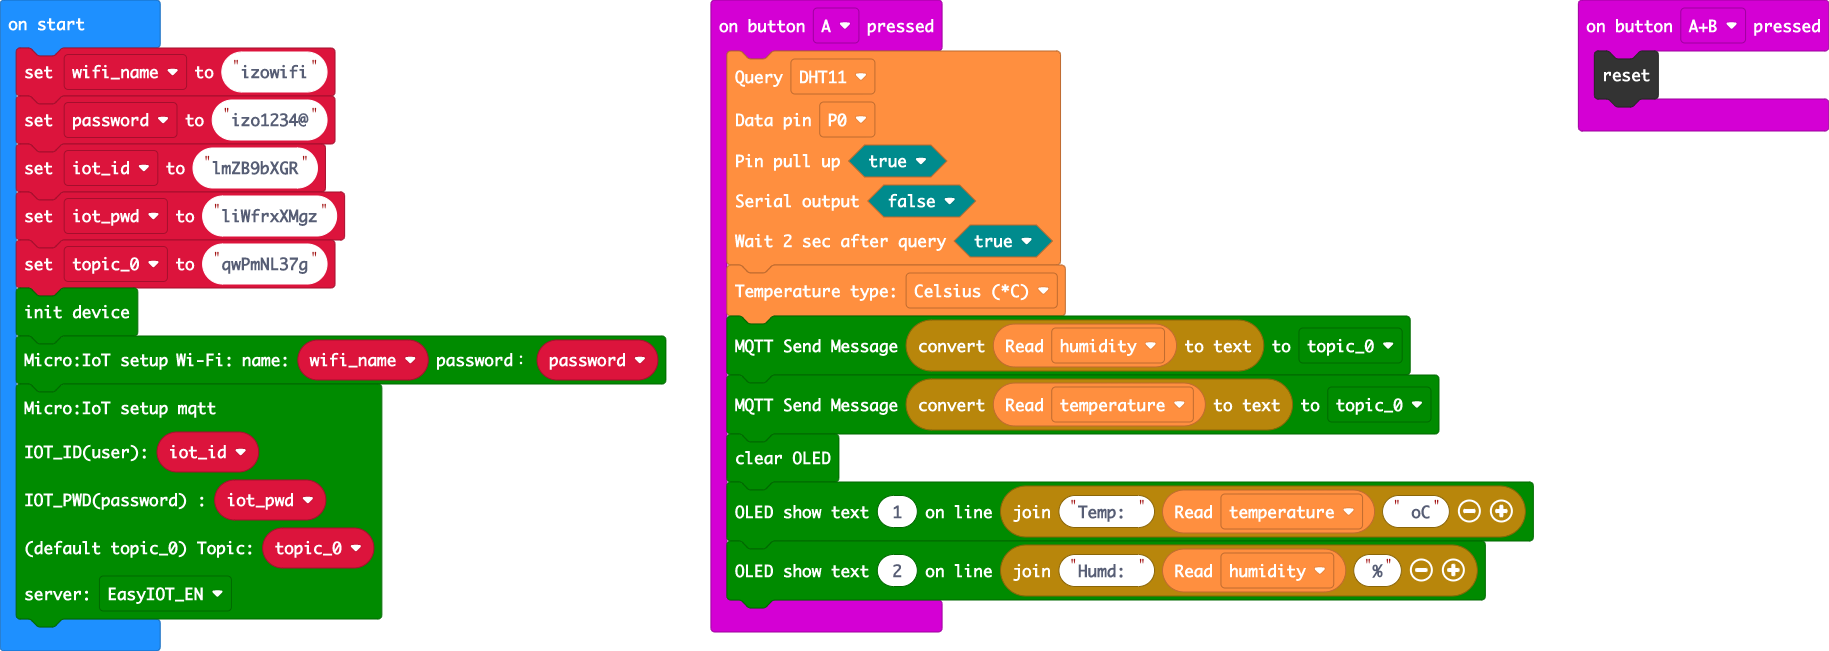 on start
set wifi_name to "izowifi"
set password to "izo1234@"
set iot_id to "lmZB9bXGR"
set iot_pwd to "liWfrxXMgz"
set topic_0 to "qwPmNL37g"
init device
Micro:IoT setup Wi-Fi: name: wifi_name password: password
Micro:IoT setup mqtt
IOT_ID(user): iot_id
IOT_PWD(password) : iot_pwd
(default topic_0) Topic: topic_0
server: EasyIOT_EN
on button A pressed
Query DHT11
Data pin P0
Pin pull up true
Serial output false
Wait 2 sec after query true
Temperature type: Celsius (*C)
MQTT Send Message convert Read humidity to text to topic_0
MQTT Send Message convert Read temperature to text to topic_0
clear OLED
OLED show text 1 on line join "Temp: " Read temperature " oC"
OLED show text 2 on line join "Humd: " Read humidity "%"
on button A+B pressed
reset